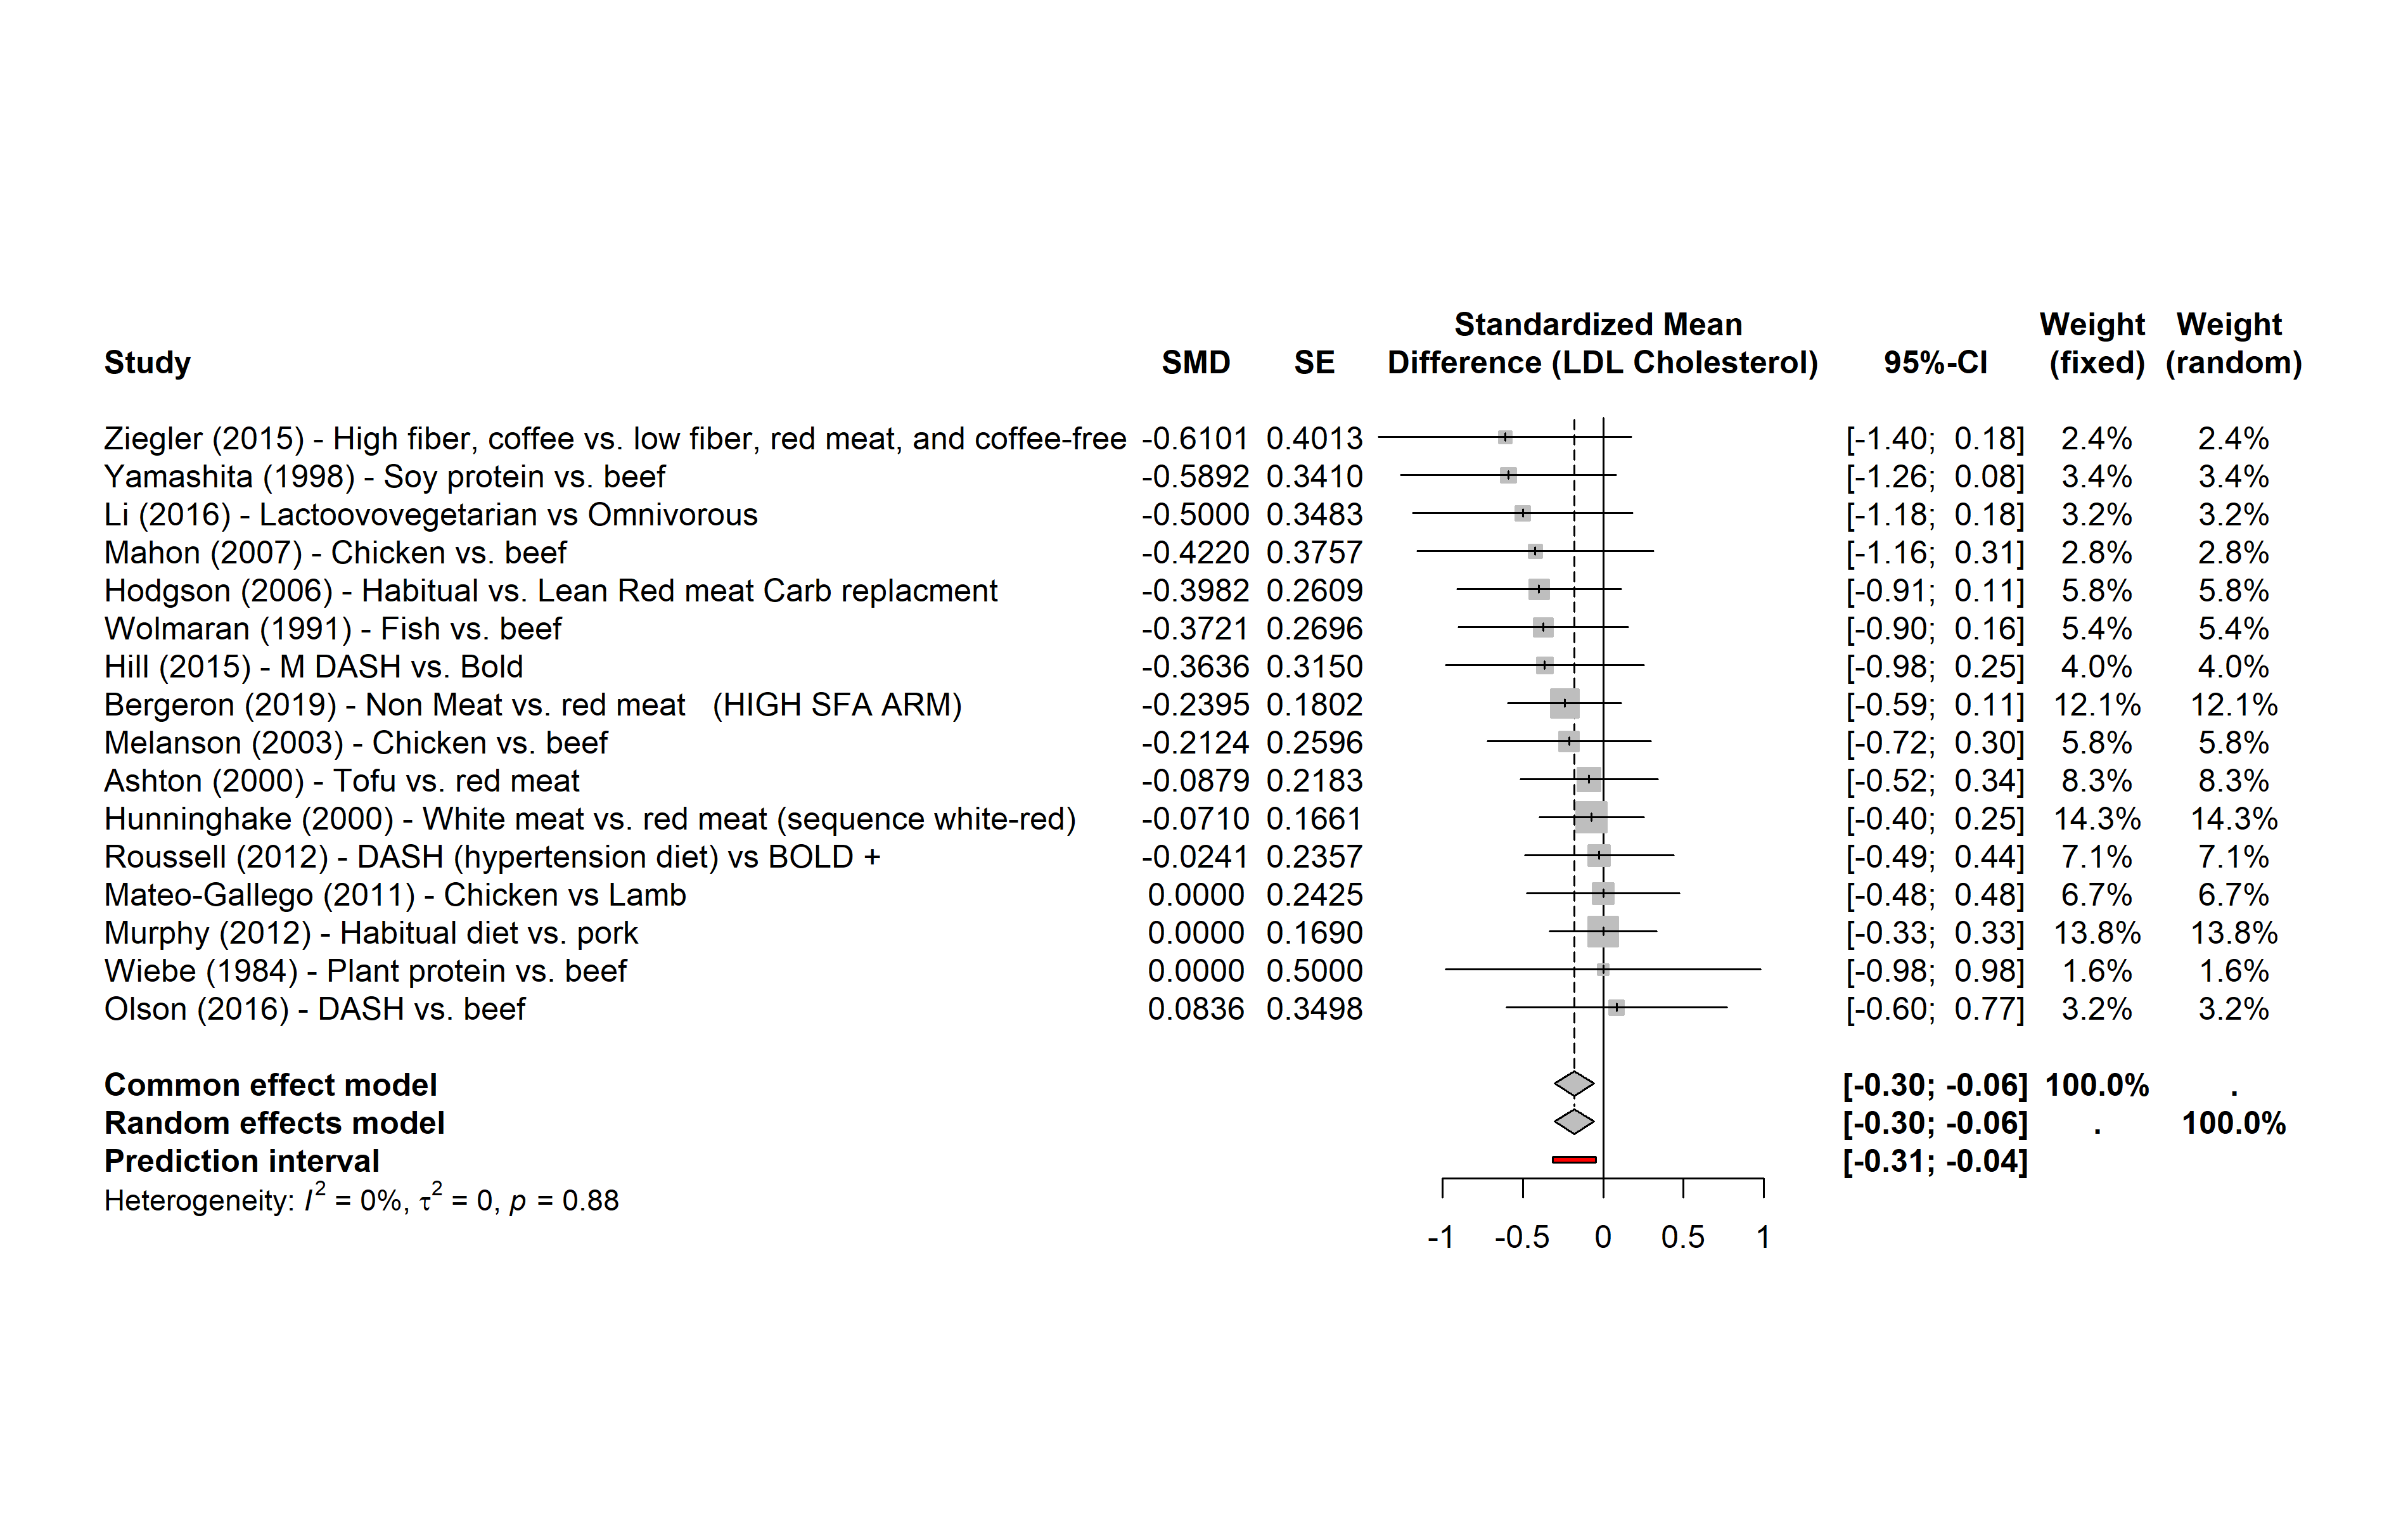 Standardized Mean Weight Weight
Study SMD SE Difference (LDL Cholesterol) 95%-CI (fixed) (random)
Ziegler (2015) - High fiber, coffee vs. low fiber, red meat, and coffee-free -0.6101 0.4013 [-1.40; 0.18] 2.4% 2.4%
Yamashita (1998) - Soy protein vs. beef -0.5892 0.3410 [-1.26; 0.08] 3.4% 3.4%
Li (2016) - Lactoovovegetarian vs Omnivorous -0.5000 0.3483 [-1.18; 0.18] 3.2% 3.2%
Mahon (2007) - Chicken vs. beef -0.4220 0.3757 [-1.16; 0.31] 2.8% 2.8%
Hodgson (2006) - Habitual vs. Lean Red meat Carb replacment -0.3982 0.2609 [-0.91; 0.11] 5.8% 5.8%
Wolmaran (1991) - Fish vs. beef -0.3721 0.2696 [-0.90; 0.16] 5.4% 5.4%
Hill (2015) - M DASH vs. Bold -0.3636 0.3150 [-0.98; 0.25] 4.0% 4.0%
Bergeron (2019) - Non Meat vs. red meat (HIGH SFA ARM) -0.2395 0.1802 [-0.59; 0.11] 12.1% 12.1%
Melanson (2003) - Chicken vs. beef -0.2124 0.2596 [-0.72; 0.30] 5.8% 5.8%
Ashton (2000) - Tofu vs. red meat -0.0879 0.2183 [-0.52; 0.34] 8.3% 8.3%
Hunninghake (2000) - White meat vs. red meat (sequence white-red) -0.0710 0.1661 [-0.40; 0.25] 14.3% 14.3%
Roussell (2012) - DASH (hypertension diet) vs BOLD + -0.0241 0.2357 [-0.49; 0.44] 7.1% 7.1%
Mateo-Gallego (2011) - Chicken vs Lamb 0.0000 0.2425 [-0.48; 0.48] 6.7% 6.7%
Murphy (2012) - Habitual diet vs. pork 0.0000 0.1690 [-0.33; 0.33] 13.8% 13.8%
Wiebe (1984) - Plant protein vs. beef 0.0000 0.5000 [-0.98; 0.98] 1.6% 1.6%
Olson (2016) - DASH vs. beef 0.0836 0.3498 [-0.60; 0.77] 3.2% 3.2%
Common effect model [-0.30; -0.06] 100.0% .
Random effects model [-0.30; -0.06] . 100.0%
Prediction interval [-0.31; -0.04]
Heterogeneity: I² = 0%, τ² = 0, p = 0.88
-1 -0.5 0 0.5 1